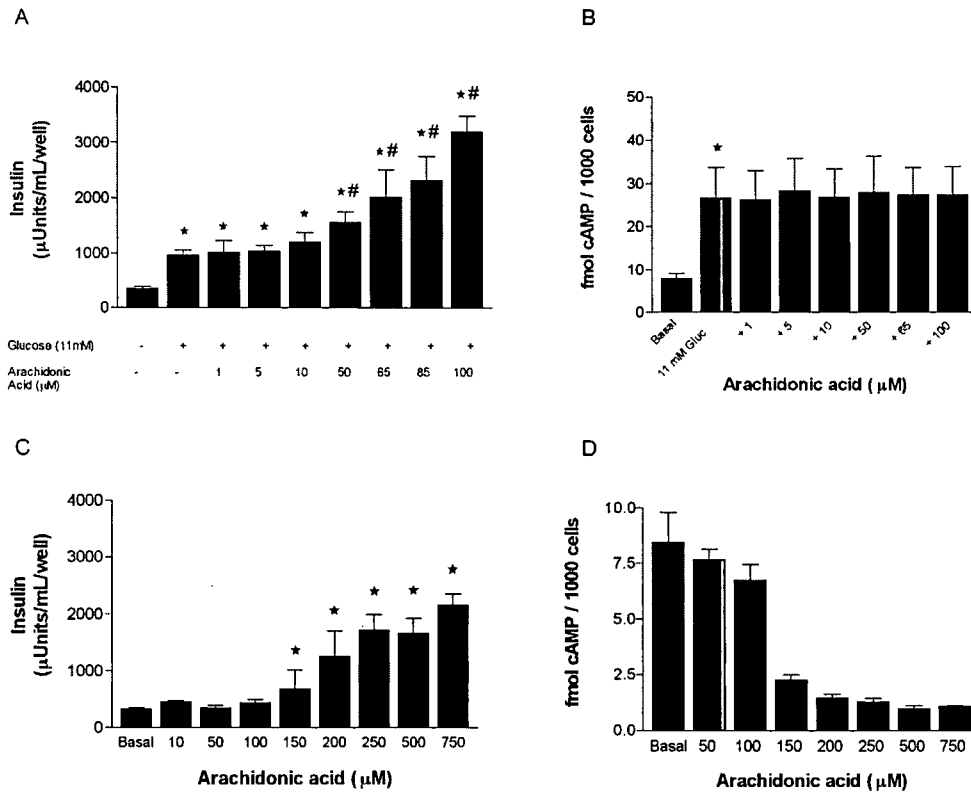 A
Insulin
(µUnits/mL/well)
4000
3000
2000
1000
0
★ ★ ★ ★ ★# ★# ★# ★#
Glucose (11mM) - + + + + + + + +
Arachidonic
Acid (µM) - - 1 5 10 50 65 85 100
B
fmol cAMP / 1000 cells
50
40
30
20
10
0
★
Basal 11 mM Gluc + 1 + 5 + 10 + 50 + 65 + 100
Arachidonic acid ( µM)
C
Insulin
(µUnits/mL/well)
4000
3000
2000
1000
0
★ ★ ★ ★ ★
Basal 10 50 100 150 200 250 500 750
Arachidonic acid ( µM)
D
fmol cAMP / 1000 cells
10.0
7.5
5.0
2.5
0.0
Basal 50 100 150 200 250 500 750
Arachidonic acid ( µM)